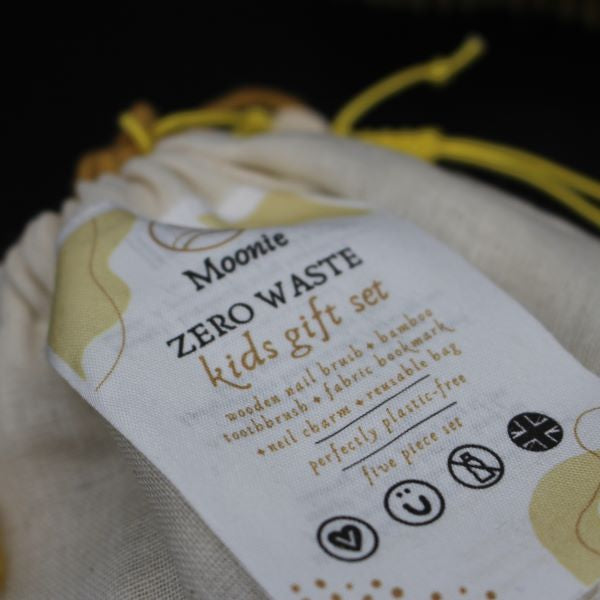 Moonie
ZERO WASTE
kids gift set
wooden nail brush + bamboo
toothbrush + fabric bookmark
+ neil charm + reusable bag
perfectly plastic-free
five piece set